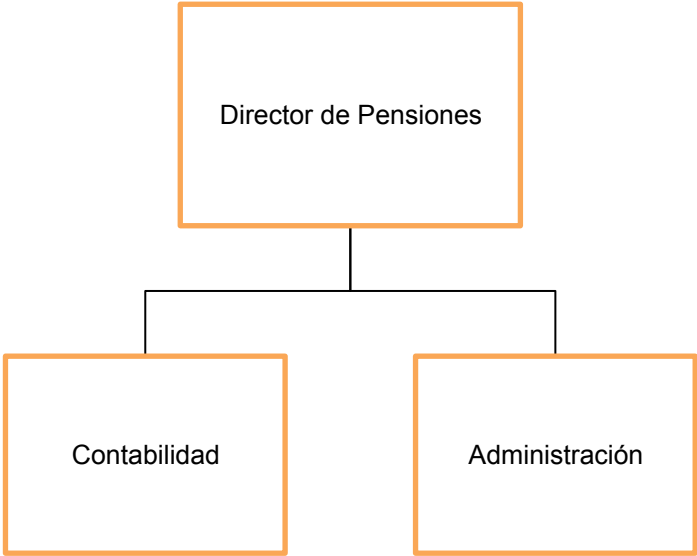 Director de Pensiones
Contabilidad
Administración